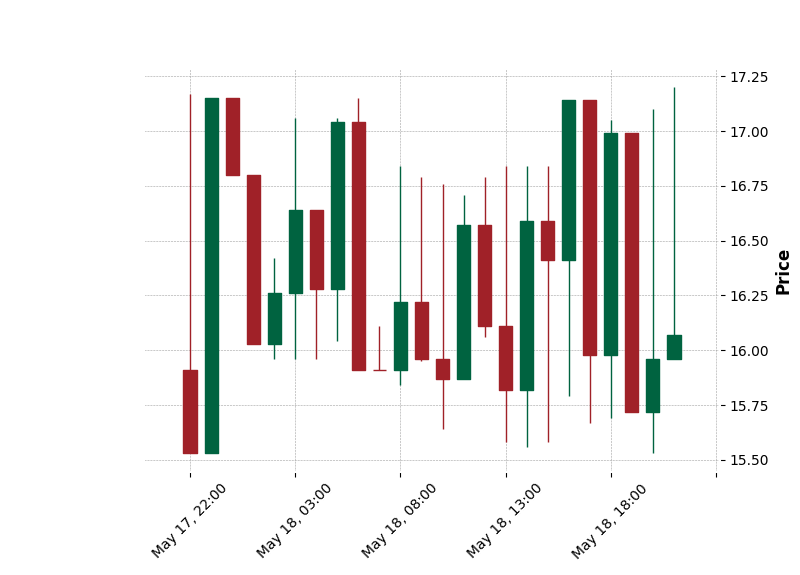 17.25
17.00
16.75
16.50
16.25
16.00
15.75
15.50
Price
May 17, 22:00
May 18, 03:00
May 18, 08:00
May 18, 13:00
May 18, 18:00